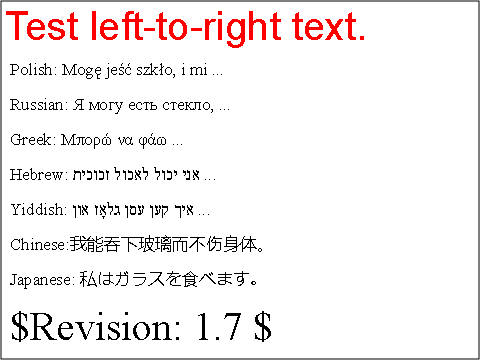 Test left-to-right text.
Polish: Mogę jeść szkło, i mi ...
Russian: Я могу есть стекло, ...
Greek: Μπορώ να φάω ...
Hebrew: אני יכול לאכול זכוכית ...
Yiddish: איך קען עסן גלאָז און ...
Chinese:我能吞下玻璃而不伤身体。
Japanese: 私はガラスを食べます。
$Revision: 1.7 $